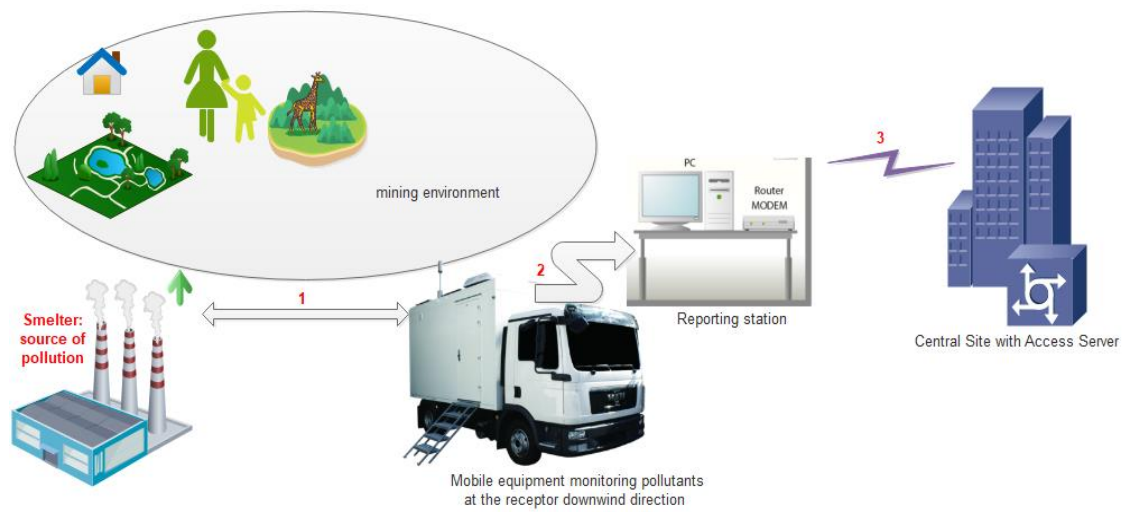 mining environment
Smelter:
source of
pollution
1
2
3
PC
Router
MODEM
Reporting station
Central Site with Access Server
Mobile equipment monitoring pollutants
at the receptor downwind direction